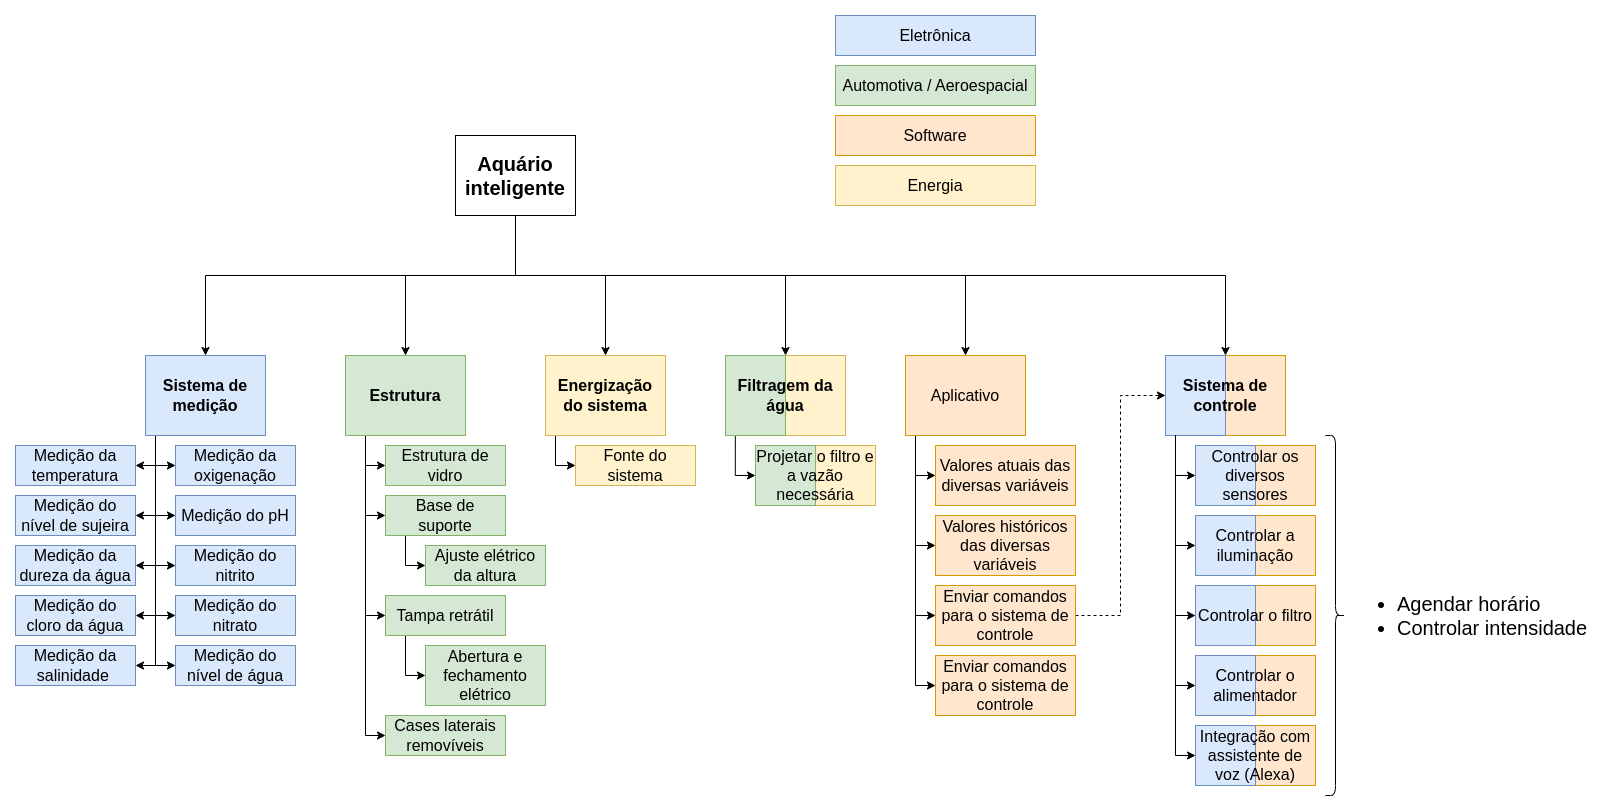 Eletrônica
Automotiva / Aeroespacial
Software
Energia
Aquário
inteligente
Sistema de
medição
Medição da
temperatura
Medição da
oxigenação
Medição do
nível de sujeira
Medição do pH
Medição da
dureza da água
Medição do
nitrito
Medição do
cloro da água
Medição do
nitrato
Medição da
salinidade
Medição do
nível de água
Estrutura
Estrutura de
vidro
Base de
suporte
Ajuste elétrico
da altura
Tampa retrátil
Abertura e
fechamento
elétrico
Cases laterais
removíveis
Energização
do sistema
Fonte do
sistema
Filtragem da
água
Projetar o filtro e
a vazão
necessária
Aplicativo
Valores atuais das
diversas variáveis
Valores históricos
das diversas
variáveis
Enviar comandos
para o sistema de
controle
Enviar comandos
para o sistema de
controle
Sistema de
controle
Controlar os
diversos
sensores
Controlar a
iluminação
Controlar o filtro
Controlar o
alimentador
Integração com
assistente de
voz (Alexa)
• Agendar horário
• Controlar intensidade